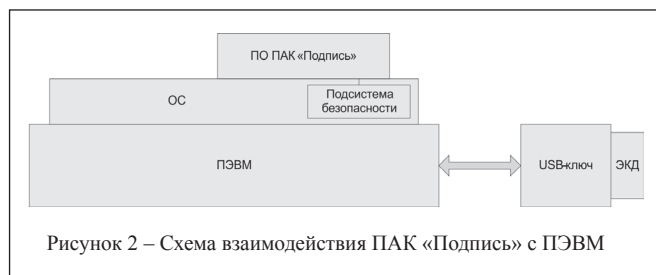 ПО ПАК «Подпись»
ОС
Подсистема
безопасности
ПЭВМ
USB-ключ
ЭКД
Рисунок 2 – Схема взаимодействия ПАК «Подпись» с ПЭВМ